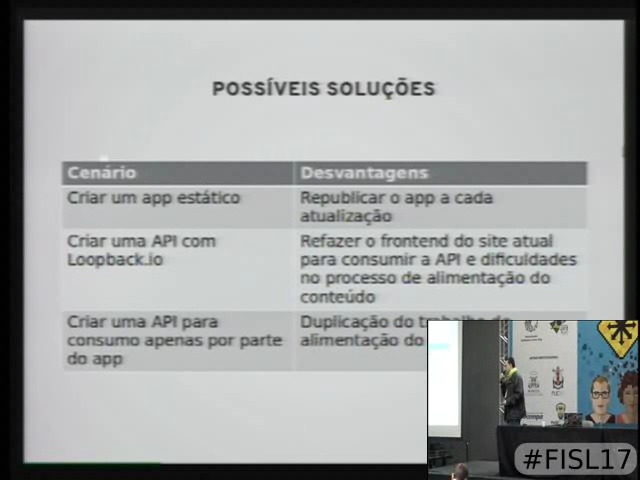 POSSÍVEIS SOLUÇÕES
Cenário
Desvantagens
Criar um app estático
Republicar o app a cada
atualização
Criar uma API com
Loopback.io
Refazer o frontend do site atual
para consumir a API e dificuldades
no processo de alimentação do
conteúdo
Criar uma API para
consumo apenas por parte
do app
Duplicação do
alimentação do
#FISL17